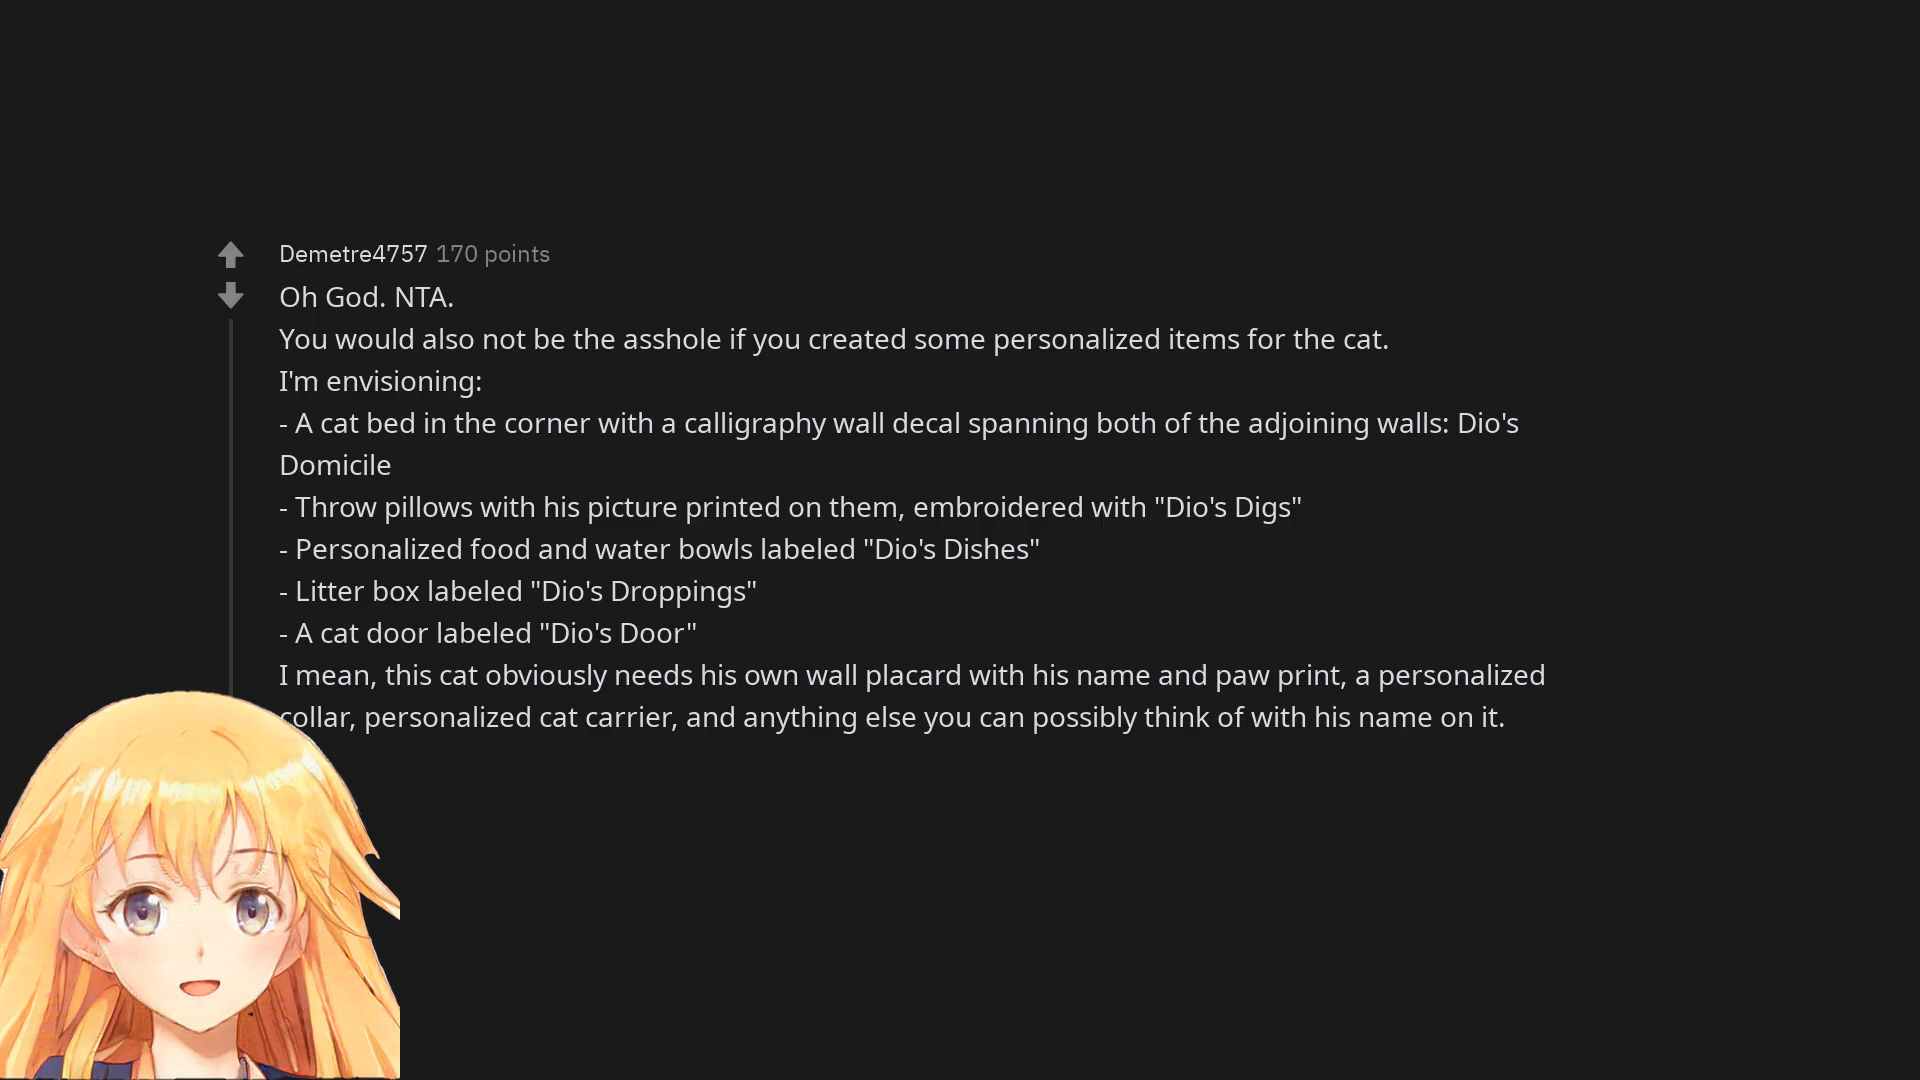 Demetre4757 170 points
Oh God. NTA.
You would also not be the asshole if you created some personalized items for the cat.
I'm envisioning:
- A cat bed in the corner with a calligraphy wall decal spanning both of the adjoining walls: Dio's
Domicile
- Throw pillows with his picture printed on them, embroidered with "Dio's Digs"
- Personalized food and water bowls labeled "Dio's Dishes"
- Litter box labeled "Dio's Droppings"
- A cat door labeled "Dio's Door"
I mean, this cat obviously needs his own wall placard with his name and paw print, a personalized
collar, personalized cat carrier, and anything else you can possibly think of with his name on it.